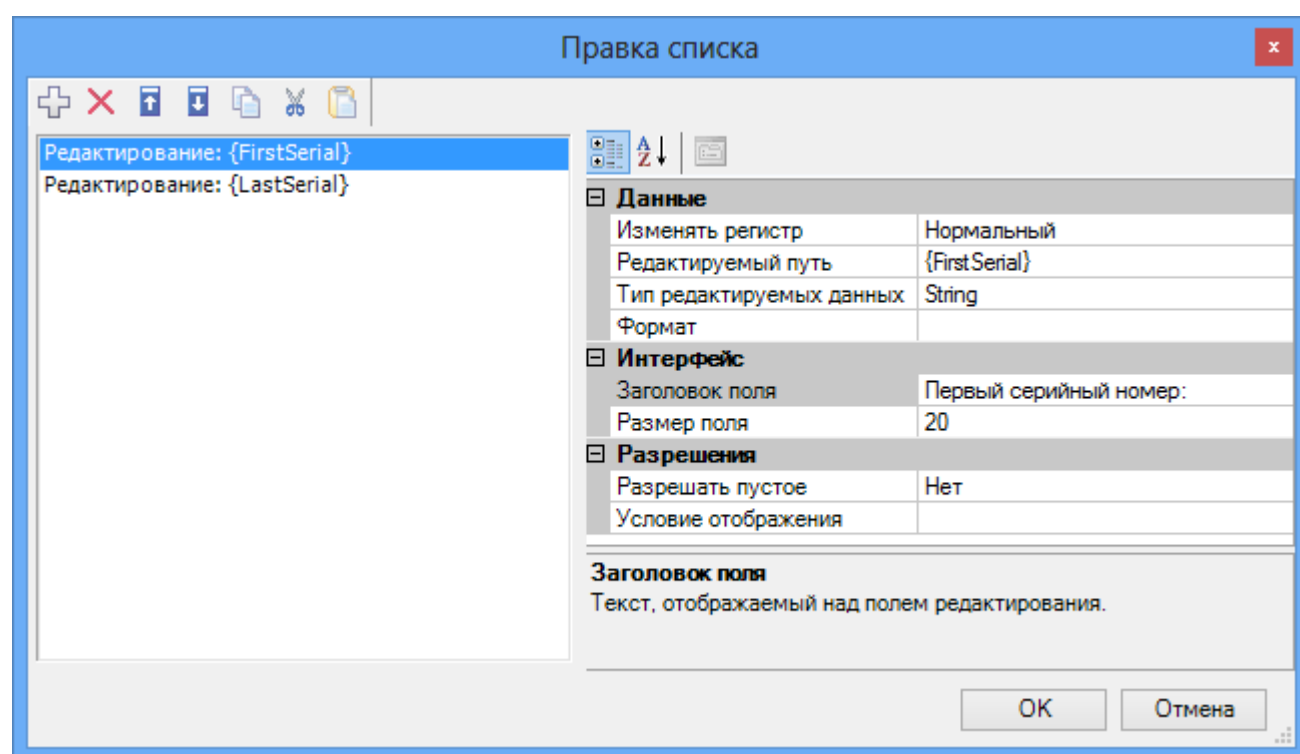 Правка списка
x
Редактирование: {FirstSerial}
Редактирование: {LastSerial}
A
Z
Данные
Изменять регистр Нормальный
Редактируемый путь {FirstSerial}
Тип редактируемых данных String
Формат
Интерфейс
Заголовок поля Первый серийный номер:
Размер поля 20
Разрешения
Разрешать пустое Нет
Условие отображения
Заголовок поля
Текст, отображаемый над полем редактирования.
OK Отмена